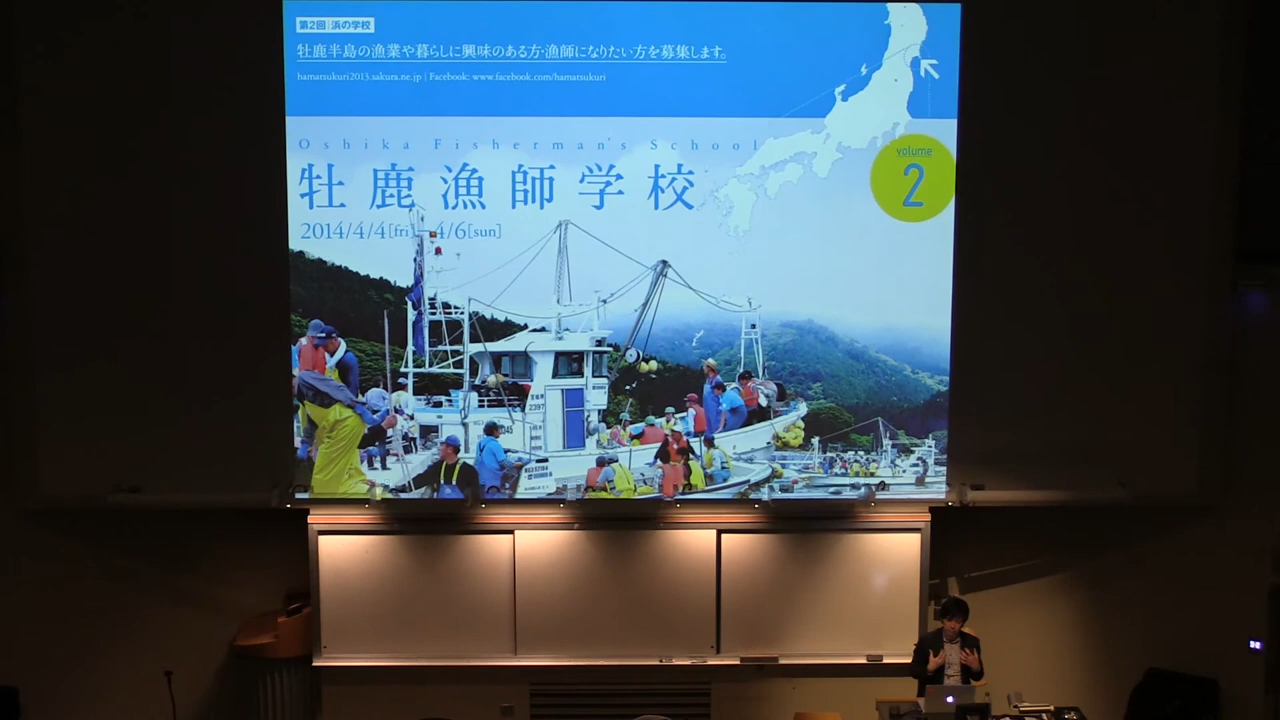 第2回 浜の学校
牡鹿半島の漁業や暮らしに興味のある方・漁師になりたい方を募集します。
hamatsukuri2013.sakura.ne.jp | Facebook: www.facebook.com/hamatsukuri
Oshika Fisherman's School
牡鹿漁師学校
2014/4/4[fri]－4/6[sun]
volume
2
2397